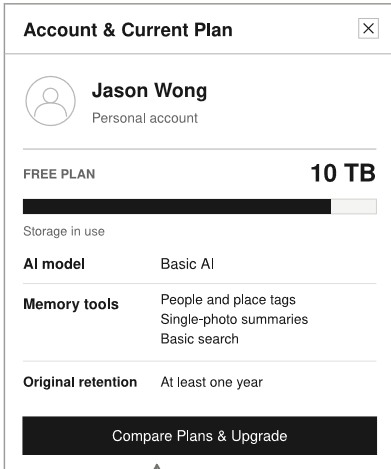 Account & Current Plan
Jason Wong
Personal account
FREE PLAN
10 TB
Storage in use
AI model
Basic AI
Memory tools
People and place tags
Single-photo summaries
Basic search
Original retention
At least one year
Compare Plans & Upgrade